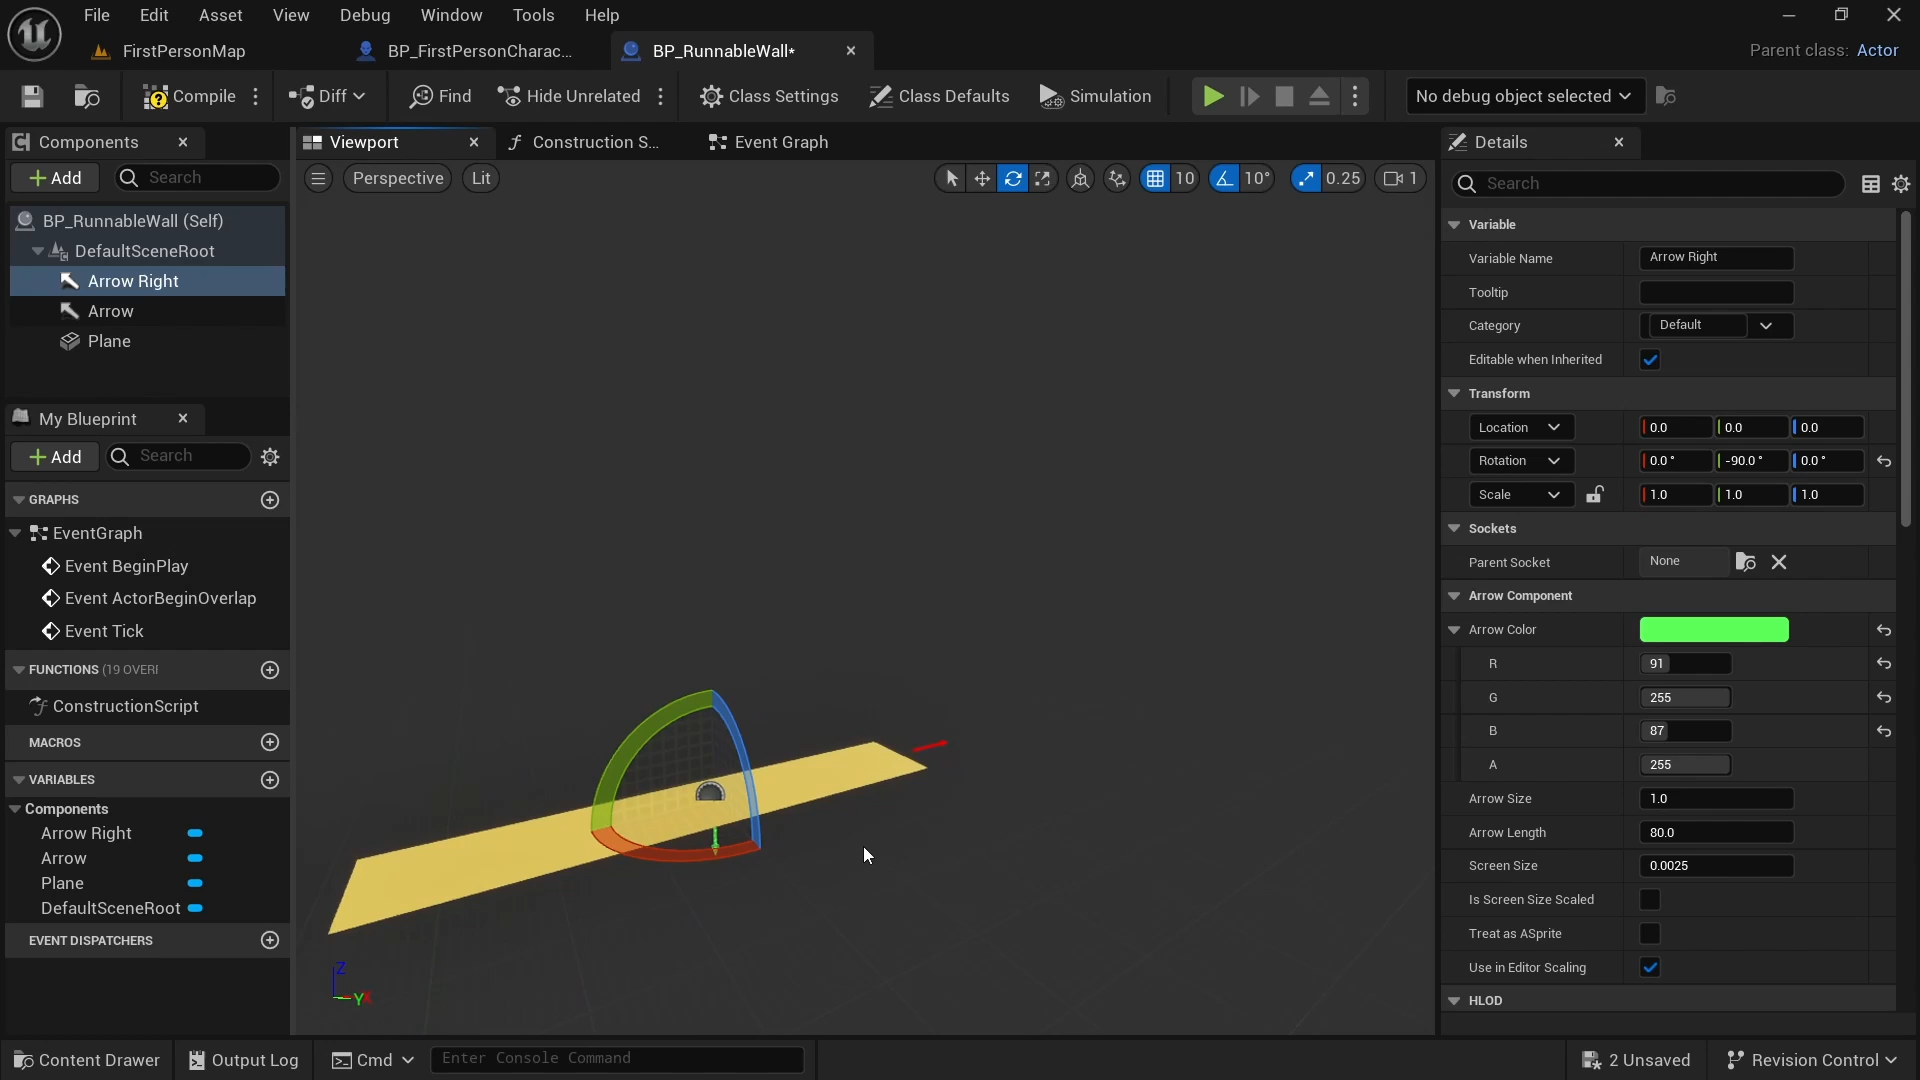 File Edit Asset View Debug Window Tools Help
FirstPersonMap BP_FirstPersonCharac... BP_RunnableWall* Parent class: Actor
Compile Diff Find Hide Unrelated Class Settings Class Defaults Simulation No debug object selected
Components
Add Search
BP_RunnableWall (Self)
DefaultSceneRoot
Arrow Right
Arrow
Plane
My Blueprint
Add Search
GRAPHS
EventGraph
Event BeginPlay
Event ActorBeginOverlap
Event Tick
FUNCTIONS (19 OVERI
ConstructionScript
MACROS
VARIABLES
Components
Arrow Right
Arrow
Plane
DefaultSceneRoot
EVENT DISPATCHERS
Viewport Construction S... Event Graph
Perspective Lit 10 10° 0.25 1
Z
Y X
Details
Search
Variable
Variable Name Arrow Right
Tooltip
Category Default
Editable when Inherited
Transform
Location 0.0 0.0 0.0
Rotation 0.0 ° -90.0 ° 0.0 °
Scale 1.0 1.0 1.0
Sockets
Parent Socket None
Arrow Component
Arrow Color
R 91
G 255
B 87
A 255
Arrow Size 1.0
Arrow Length 80.0
Screen Size 0.0025
Is Screen Size Scaled
Treat as ASprite
Use in Editor Scaling
HLOD
Content Drawer Output Log Cmd Enter Console Command 2 Unsaved Revision Control